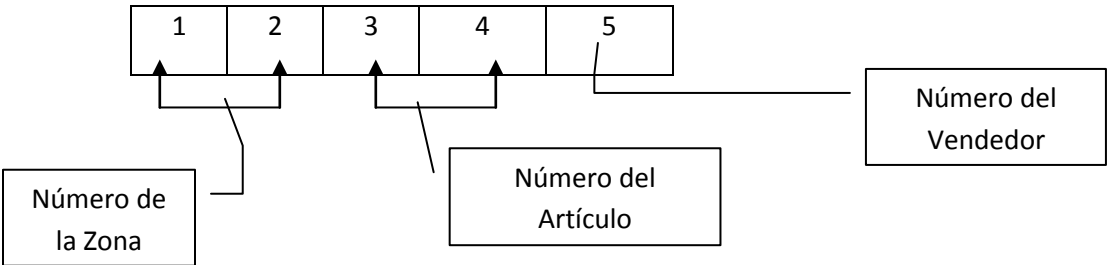 1 2 3 4 5
Número del
Vendedor
Número del
Artículo
Número de
la Zona